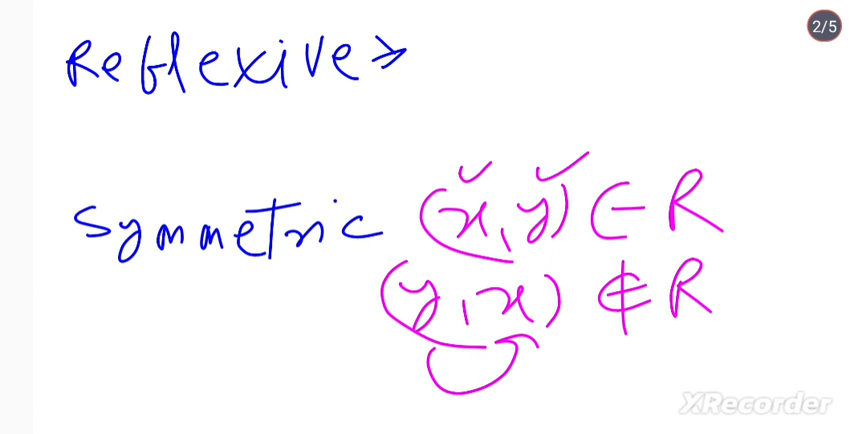 2/5
Reflexive ⇒
Symmetric (x, y) ∈ R
(y, x) ∉ R
XRecorder